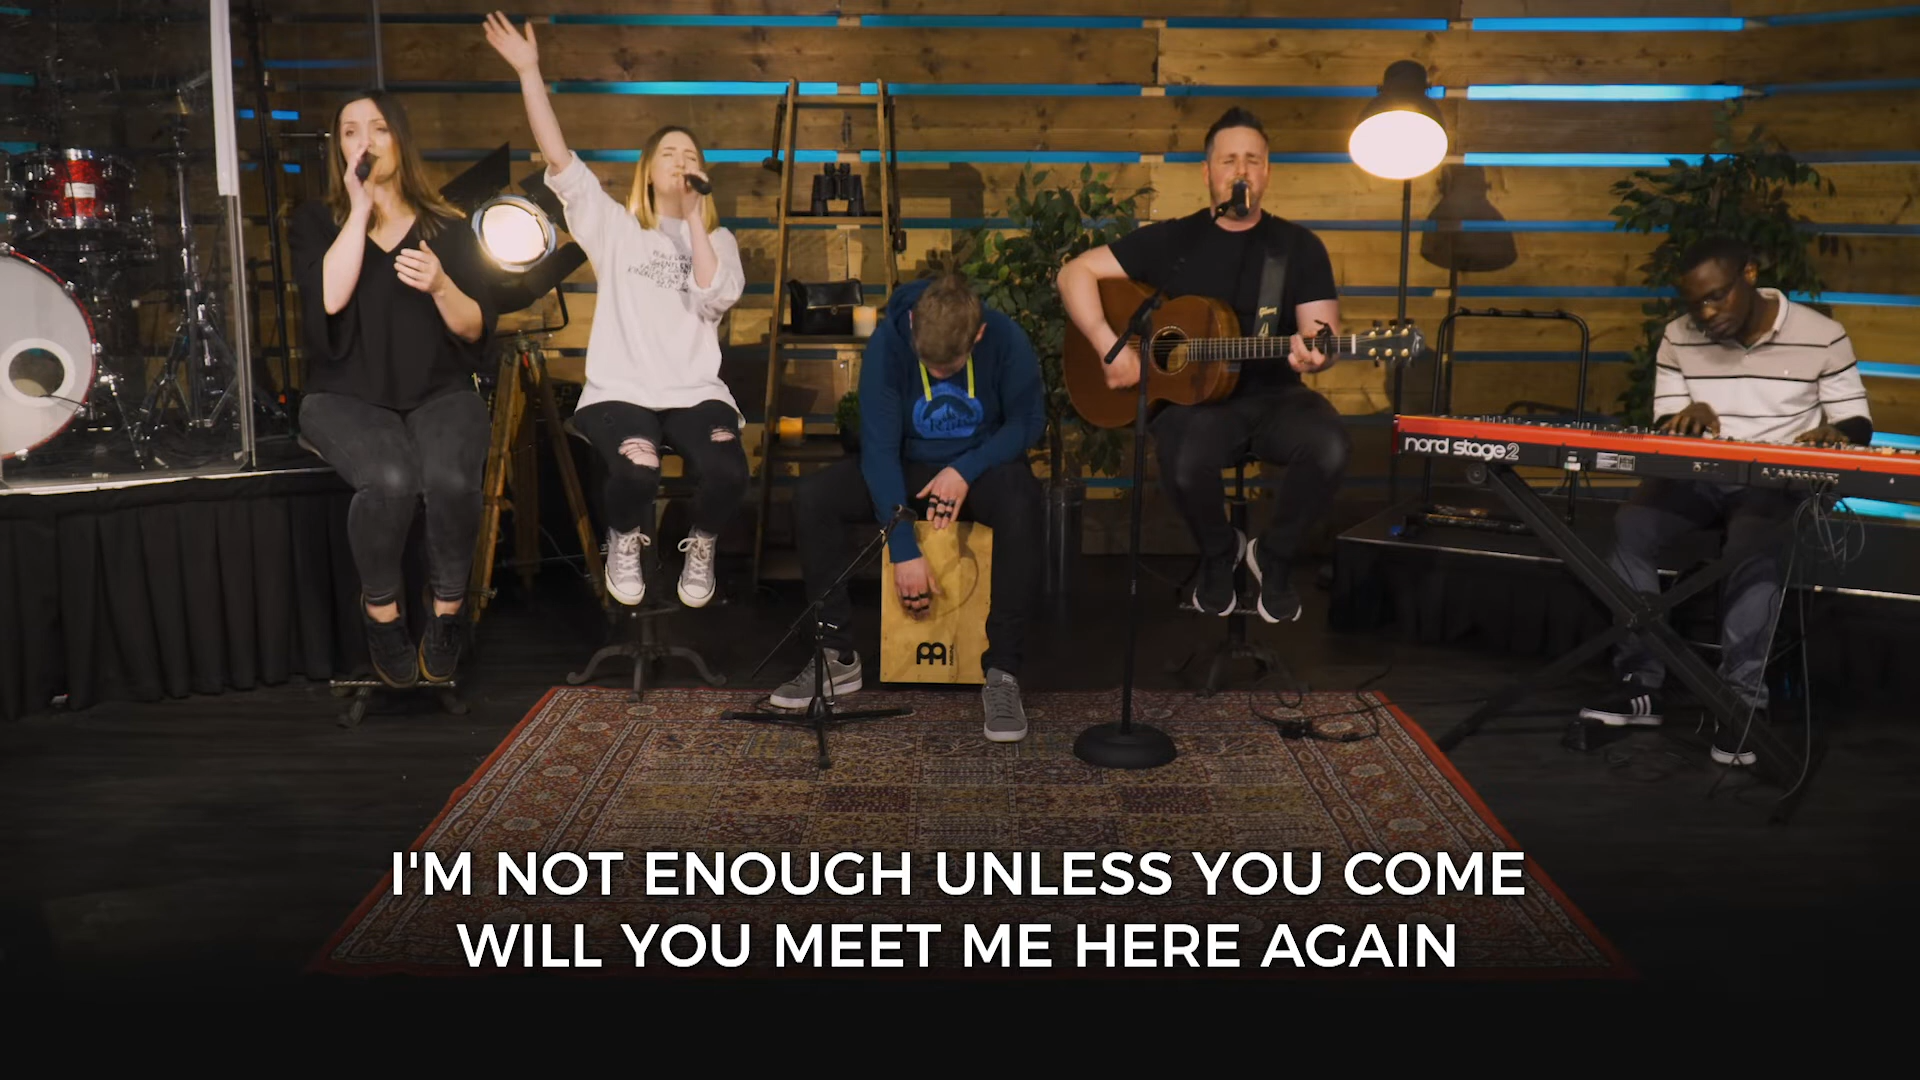 nord stage 2
I'M NOT ENOUGH UNLESS YOU COME
WILL YOU MEET ME HERE AGAIN